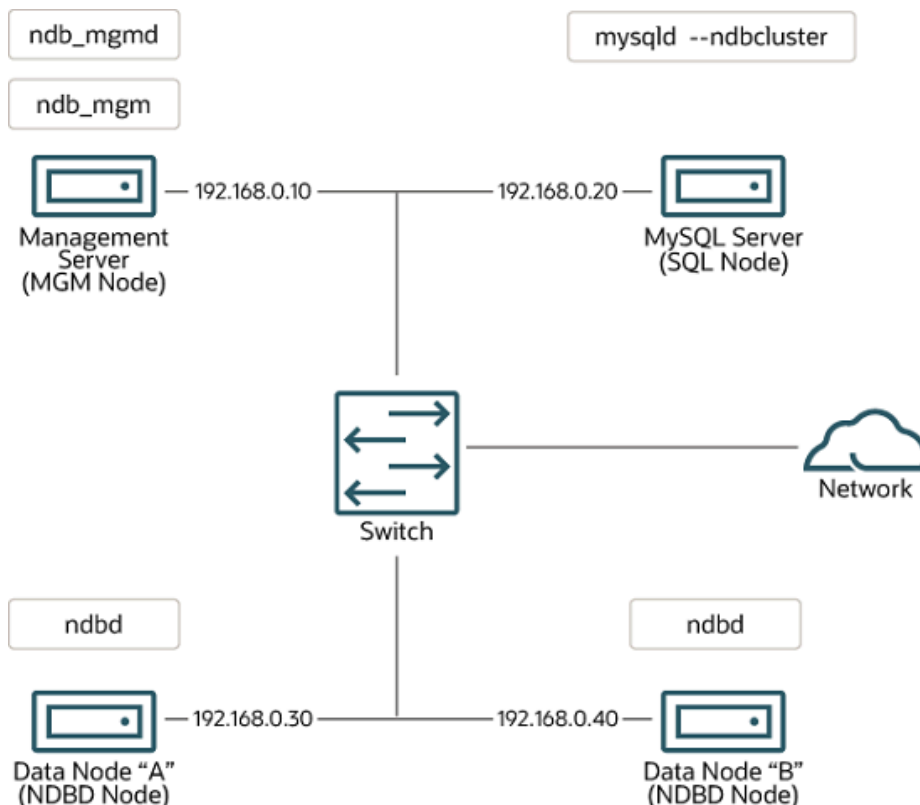 ndb_mgmd
mysqld --ndbcluster
ndb_mgm
192.168.0.10
192.168.0.20
Management
Server
(MGM Node)
MySQL Server
(SQL Node)
Switch
Network
ndbd
ndbd
192.168.0.30
192.168.0.40
Data Node “A”
(NDBD Node)
Data Node “B”
(NDBD Node)